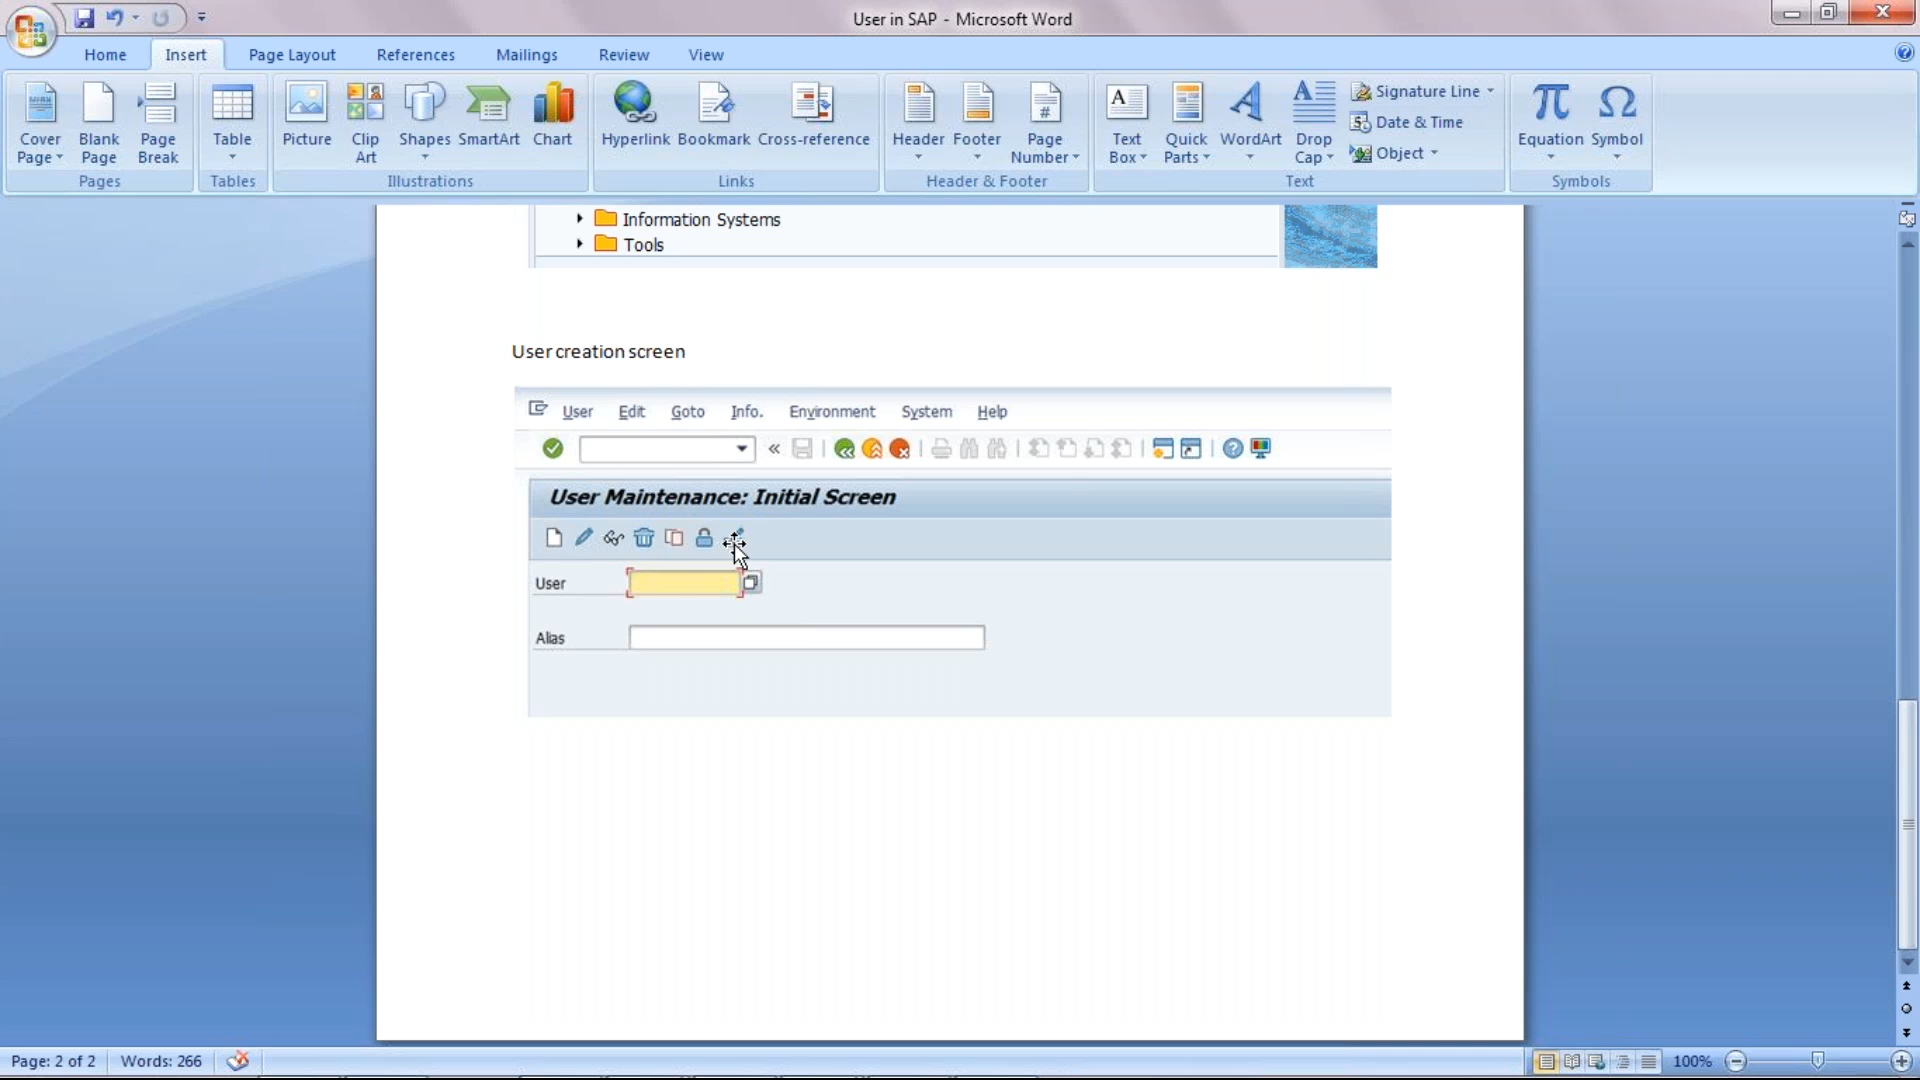 User in SAP - Microsoft Word
Home Insert Page Layout References Mailings Review View
Cover Page
Blank Page
Page Break
Table
Picture
Clip Art
Shapes
SmartArt
Chart
Hyperlink
Bookmark
Cross-reference
Header
Footer
Page Number
Text Box
Quick Parts
WordArt
Drop Cap
Signature Line
Date & Time
Object
Equation
Symbol
Pages Tables Illustrations Links Header & Footer Text Symbols
Information Systems
Tools
User creation screen
User Edit Goto Info. Environment System Help
User Maintenance: Initial Screen
User
Alias
Page: 2 of 2 Words: 266 100%